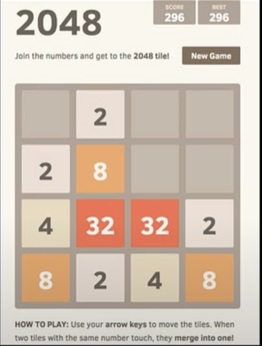 2048
SCORE
296
BEST
296
Join the numbers and get to the 2048 tile!
New Game
2
2 8
4 32 32 2
8 2 4 8
HOW TO PLAY: Use your arrow keys to move the tiles. When
two tiles with the same number touch, they merge into one!